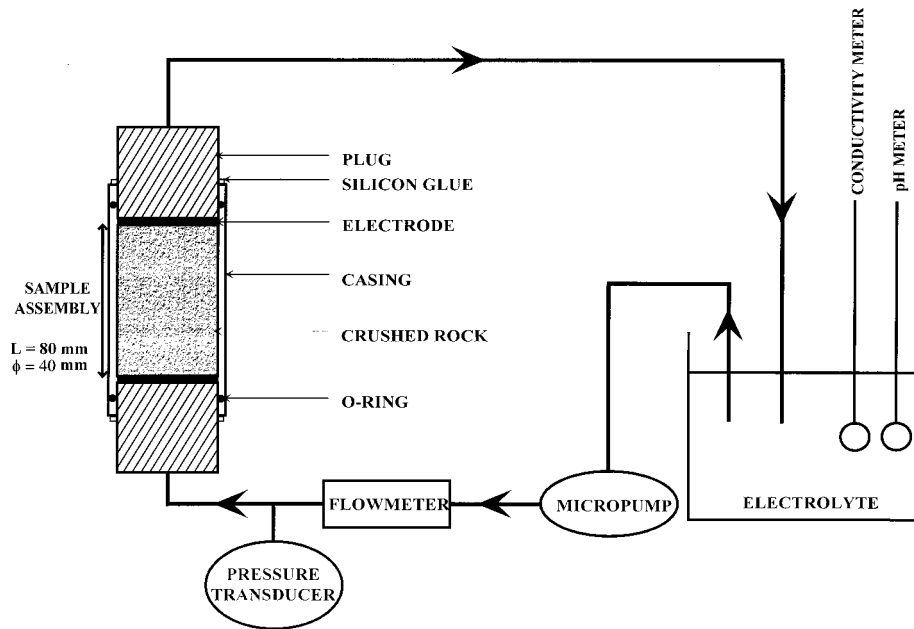 PLUG
SILICON GLUE
ELECTRODE
CASING
CRUSHED ROCK
O-RING
SAMPLE
ASSEMBLY
L = 80 mm
ϕ = 40 mm
FLOWMETER
MICROPUMP
PRESSURE
TRANSDUCER
ELECTROLYTE
CONDUCTIVITY METER
pH METER